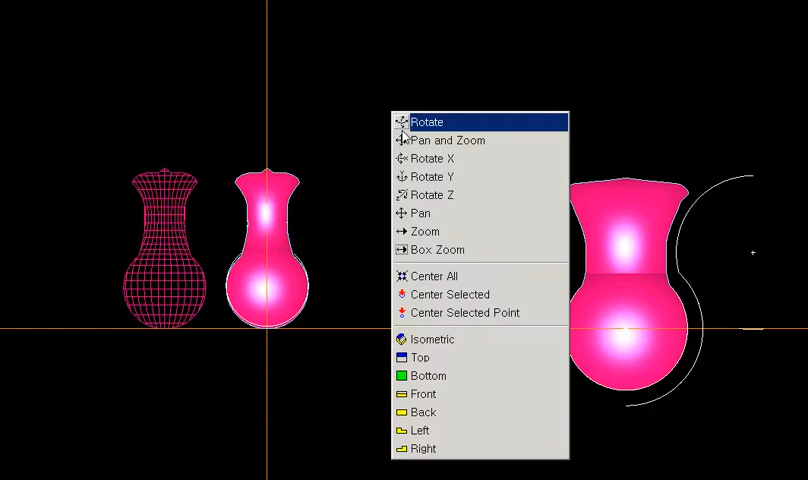 Rotate
Pan and Zoom
Rotate X
Rotate Y
Rotate Z
Pan
Zoom
Box Zoom
Center All
Center Selected
Center Selected Point
Isometric
Top
Bottom
Front
Back
Left
Right